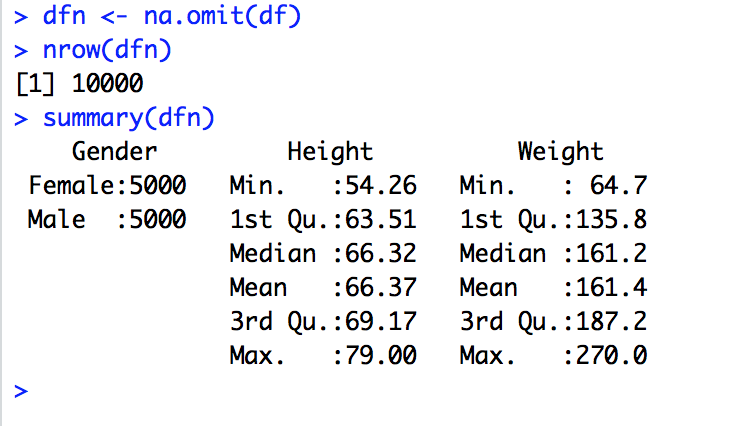 > dfn <- na.omit(df)
> nrow(dfn)
[1] 10000
> summary(dfn)
    Gender         Height          Weight
 Female:5000   Min.   :54.26   Min.   : 64.7
 Male  :5000   1st Qu.:63.51   1st Qu.:135.8
               Median :66.32   Median :161.2
               Mean   :66.37   Mean   :161.4
               3rd Qu.:69.17   3rd Qu.:187.2
               Max.   :79.00   Max.   :270.0
>